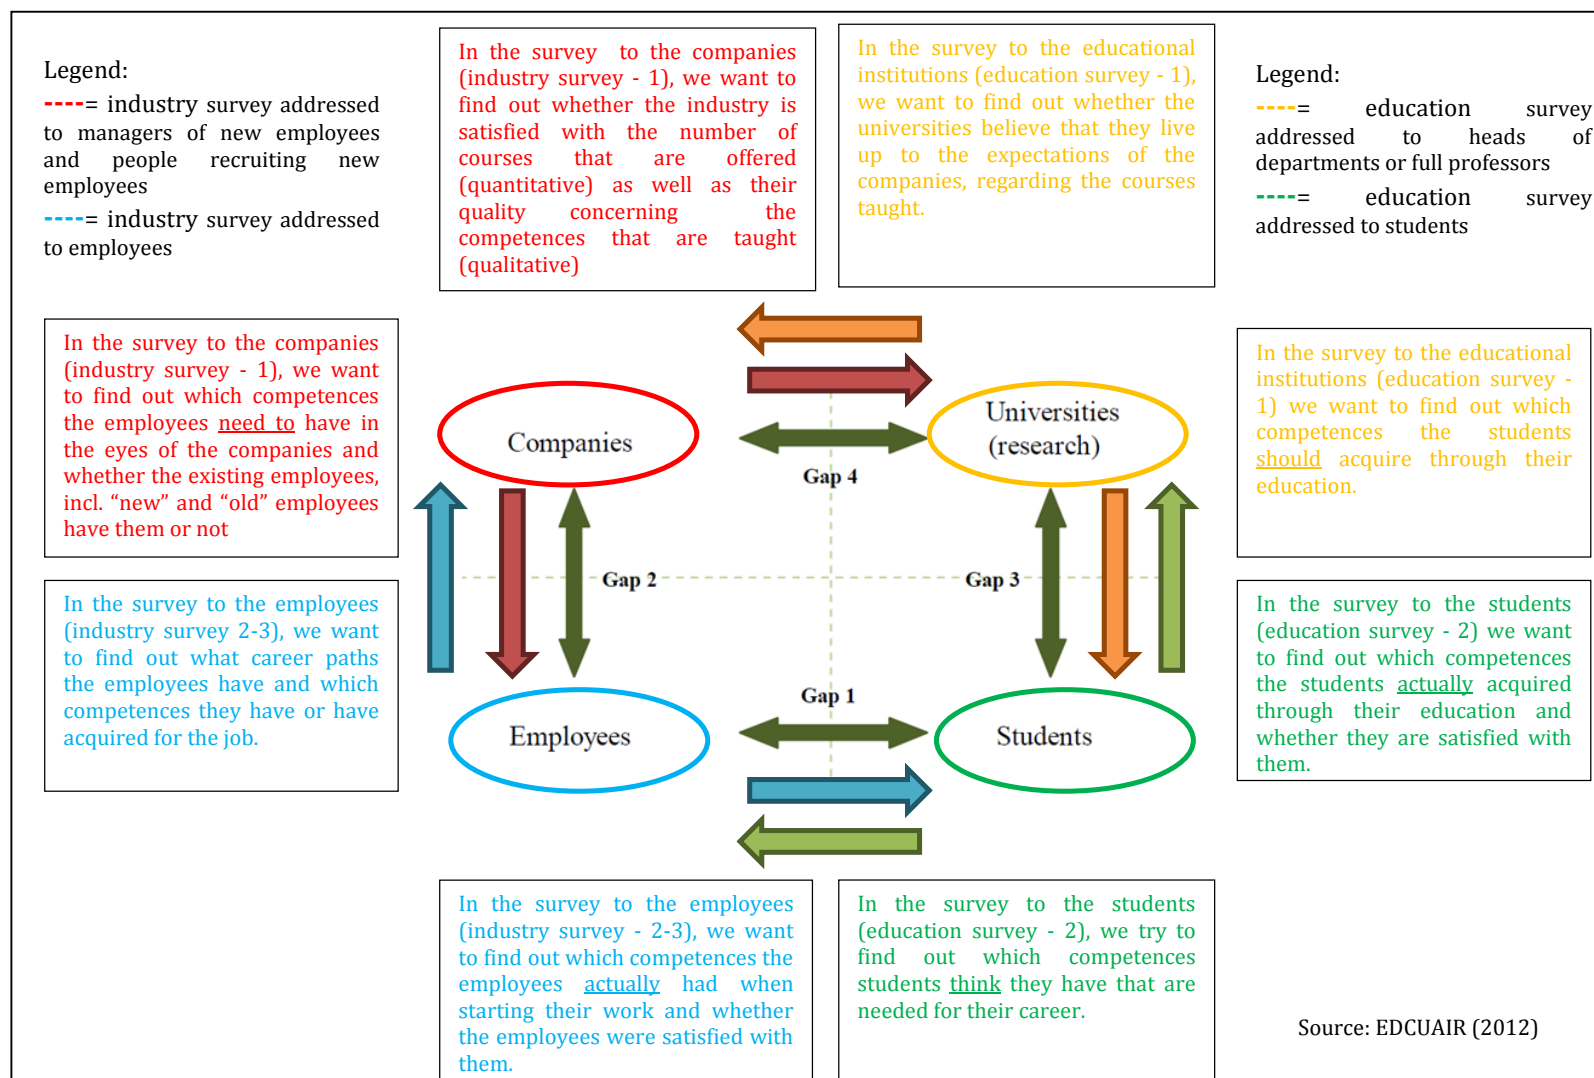 Legend:
----= industry survey addressed
to managers of new employees
and people recruiting new
employees
----= industry survey addressed
to employees
In the survey to the companies
(industry survey - 1), we want to
find out whether the industry is
satisfied with the number of
courses that are offered
(quantitative) as well as their
quality concerning the
competences that are taught
(qualitative)
In the survey to the educational
institutions (education survey - 1),
we want to find out whether the
universities believe that they live
up to the expectations of the
companies, regarding the courses
taught.
Legend:
----= education survey
addressed to heads of
departments or full professors
----= education survey
addressed to students
In the survey to the companies
(industry survey - 1), we want
to find out which competences
the employees need to have in
the eyes of the companies and
whether the existing employees,
incl. “new” and “old” employees
have them or not
Companies
Universities
(research)
Gap 4
In the survey to the educational
institutions (education survey -
1) we want to find out which
competences the students
should acquire through their
education.
Gap 2
Gap 3
In the survey to the employees
(industry survey 2-3), we want
to find out what career paths
the employees have and which
competences they have or have
acquired for the job.
Employees
Gap 1
Students
In the survey to the students
(education survey - 2) we want
to find out which competences
the students actually acquired
through their education and
whether they are satisfied with
them.
In the survey to the employees
(industry survey - 2-3), we want
to find out which competences the
employees actually had when
starting their work and whether
the employees were satisfied with
them.
In the survey to the students
(education survey - 2), we try to
find out which competences
students think they have that are
needed for their career.
Source: EDCUAIR (2012)